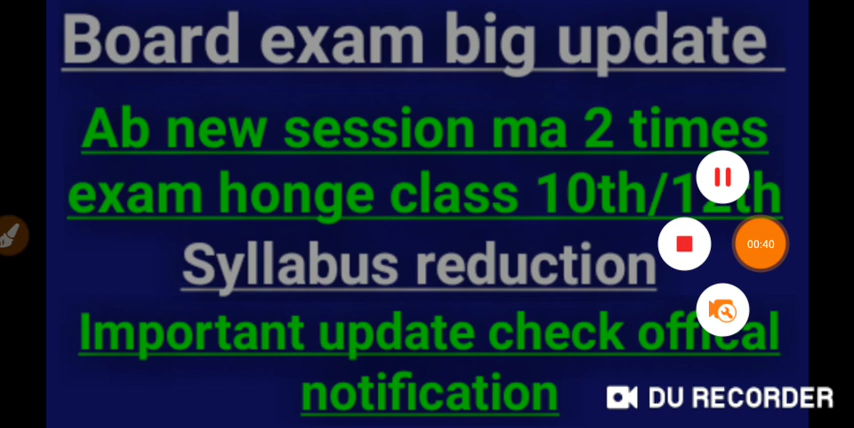 Board exam big update
Ab new session ma 2 times
exam honge class 10th/12th
Syllabus reduction
00:40
Important update check offical
notification
DU RECORDER